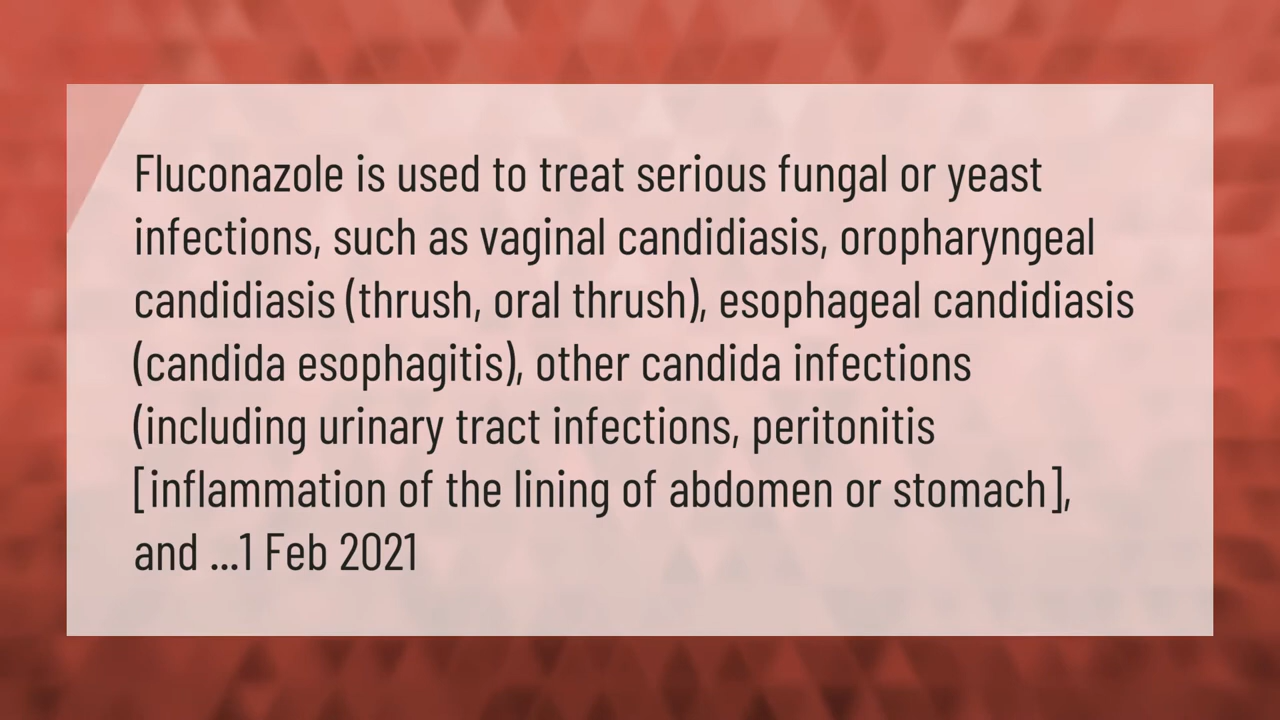 Fluconazole is used to treat serious fungal or yeast
infections, such as vaginal candidiasis, oropharyngeal
candidiasis (thrush, oral thrush), esophageal candidiasis
(candida esophagitis), other candida infections
(including urinary tract infections, peritonitis
[inflammation of the lining of abdomen or stomach],
and ...1 Feb 2021